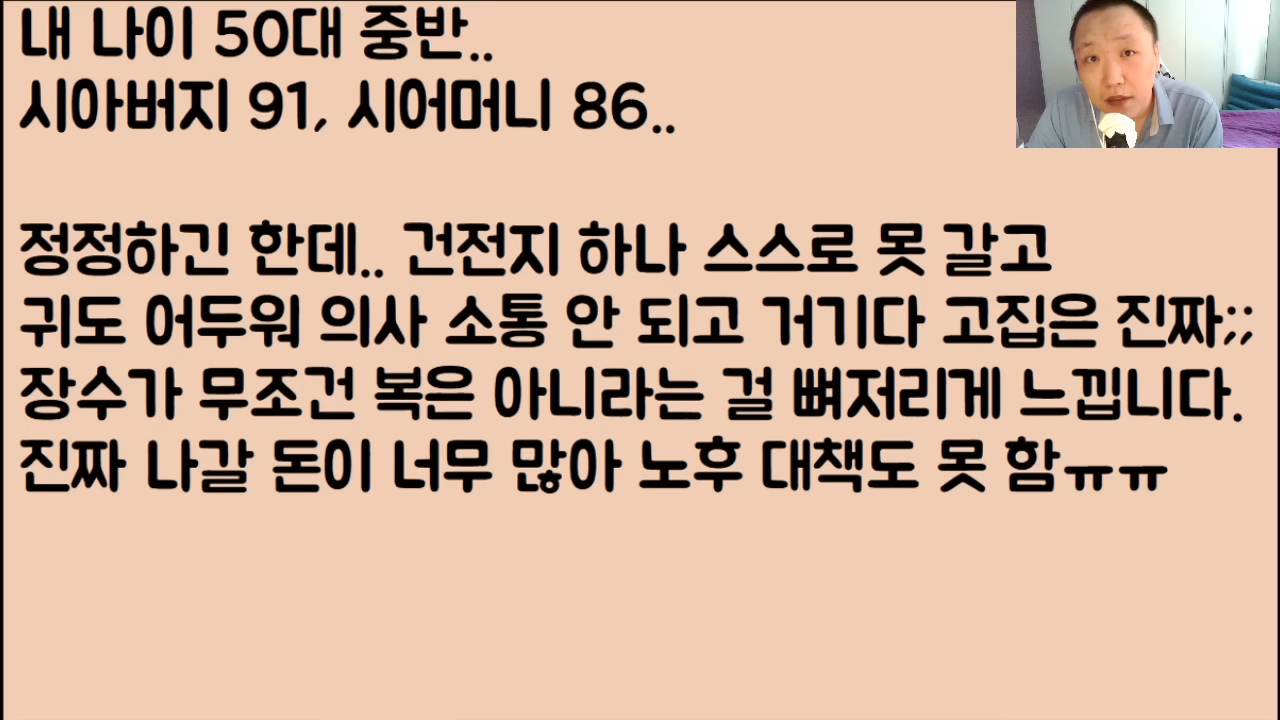 내 나이 50대 중반..
시아버지 91, 시어머니 86..
정정하긴 한데.. 건전지 하나 스스로 못 갈고
귀도 어두워 의사 소통 안 되고 거기다 고집은 진짜;;
장수가 무조건 복은 아니라는 걸 뼈저리게 느낍니다.
진짜 나갈 돈이 너무 많아 노후 대책도 못 함ㅠㅠ